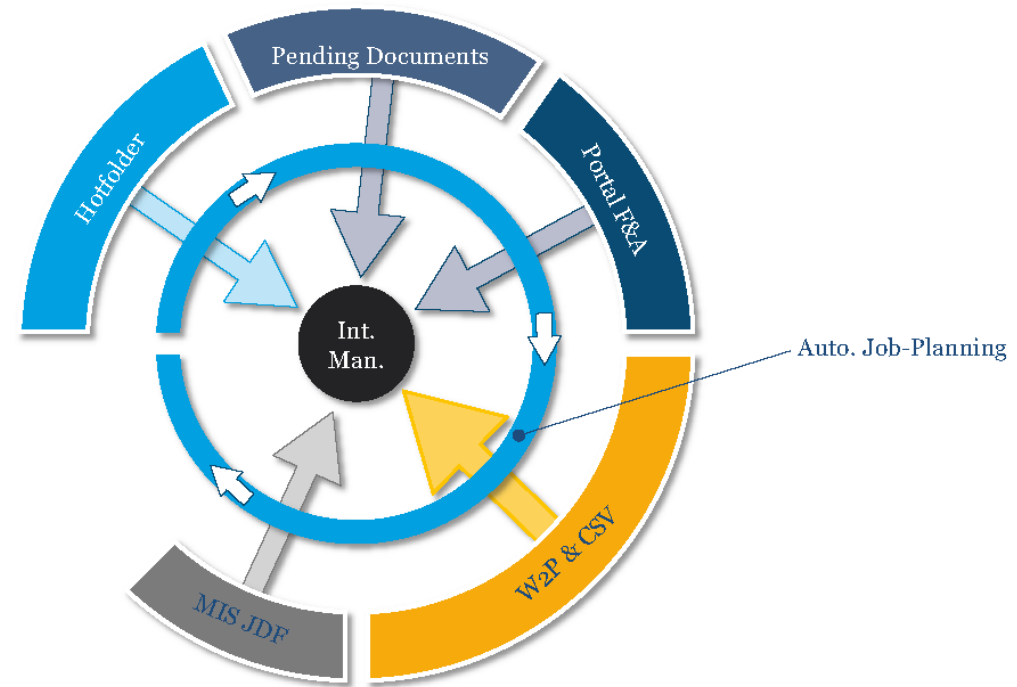 Pending Documents
Hotfolder
Portal F&A
Int.
Man.
Auto. Job-Planning
W2P & CSV
MIS JDF